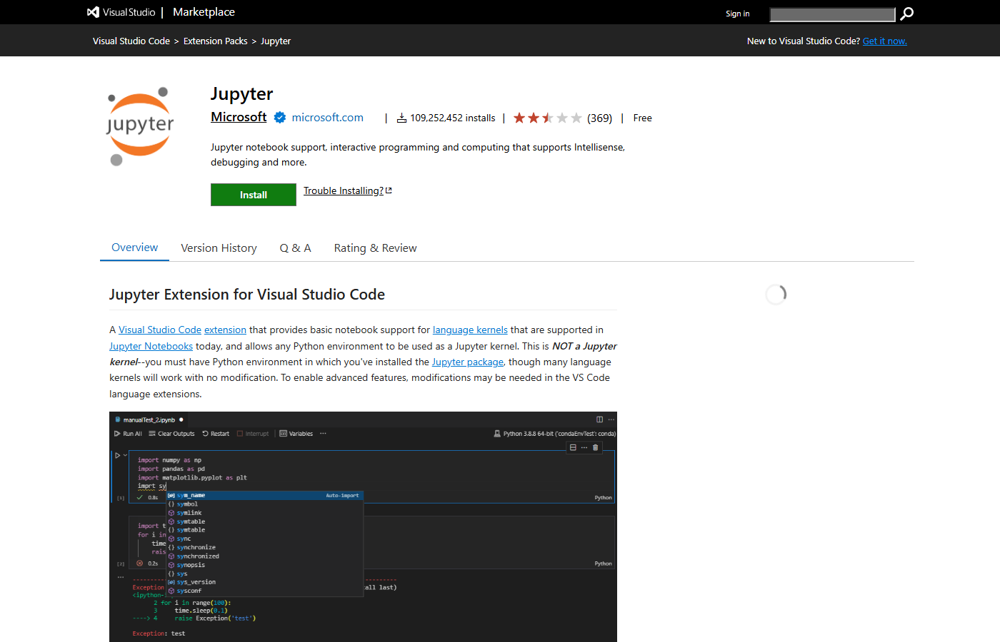 Visual Studio | Marketplace
Sign in
Visual Studio Code > Extension Packs > Jupyter
New to Visual Studio Code? Get it now.
jupyter
Jupyter
Microsoft microsoft.com | 109,252,452 installs | (369) | Free
Jupyter notebook support, interactive programming and computing that supports Intellisense,
debugging and more.
Install
Trouble Installing?
Overview
Version History
Q & A
Rating & Review
Jupyter Extension for Visual Studio Code
A Visual Studio Code extension that provides basic notebook support for language kernels that are supported in
Jupyter Notebooks today, and allows any Python environment to be used as a Jupyter kernel. This is NOT a Jupyter
kernel--you must have Python environment in which you've installed the Jupyter package, though many language
kernels will work with no modification. To enable advanced features, modifications may be needed in the VS Code
language extensions.
manualTest_2.ipynb
Run All Clear Outputs Restart Interrupt | Variables ...
Python 3.8.8 64-bit ('condaEnvTest': conda)
import numpy as np
import pandas as pd
import matplotlib.pyplot as plt
imprt sy
[1] 0.8s
Python
sym_name Auto-import
{} symbol
symlink
symtable
{} symtable
sync
{} synchronize
synchronized
synopsis
{} sys
sys_version
sysconf
import t
for i in
time
rais
[2] 0.2s
Python
...
Exception all last)
<ipython-
2 for i in range(100):
3 time.sleep(0.1)
----> 4 raise Exception('test')
Exception: test